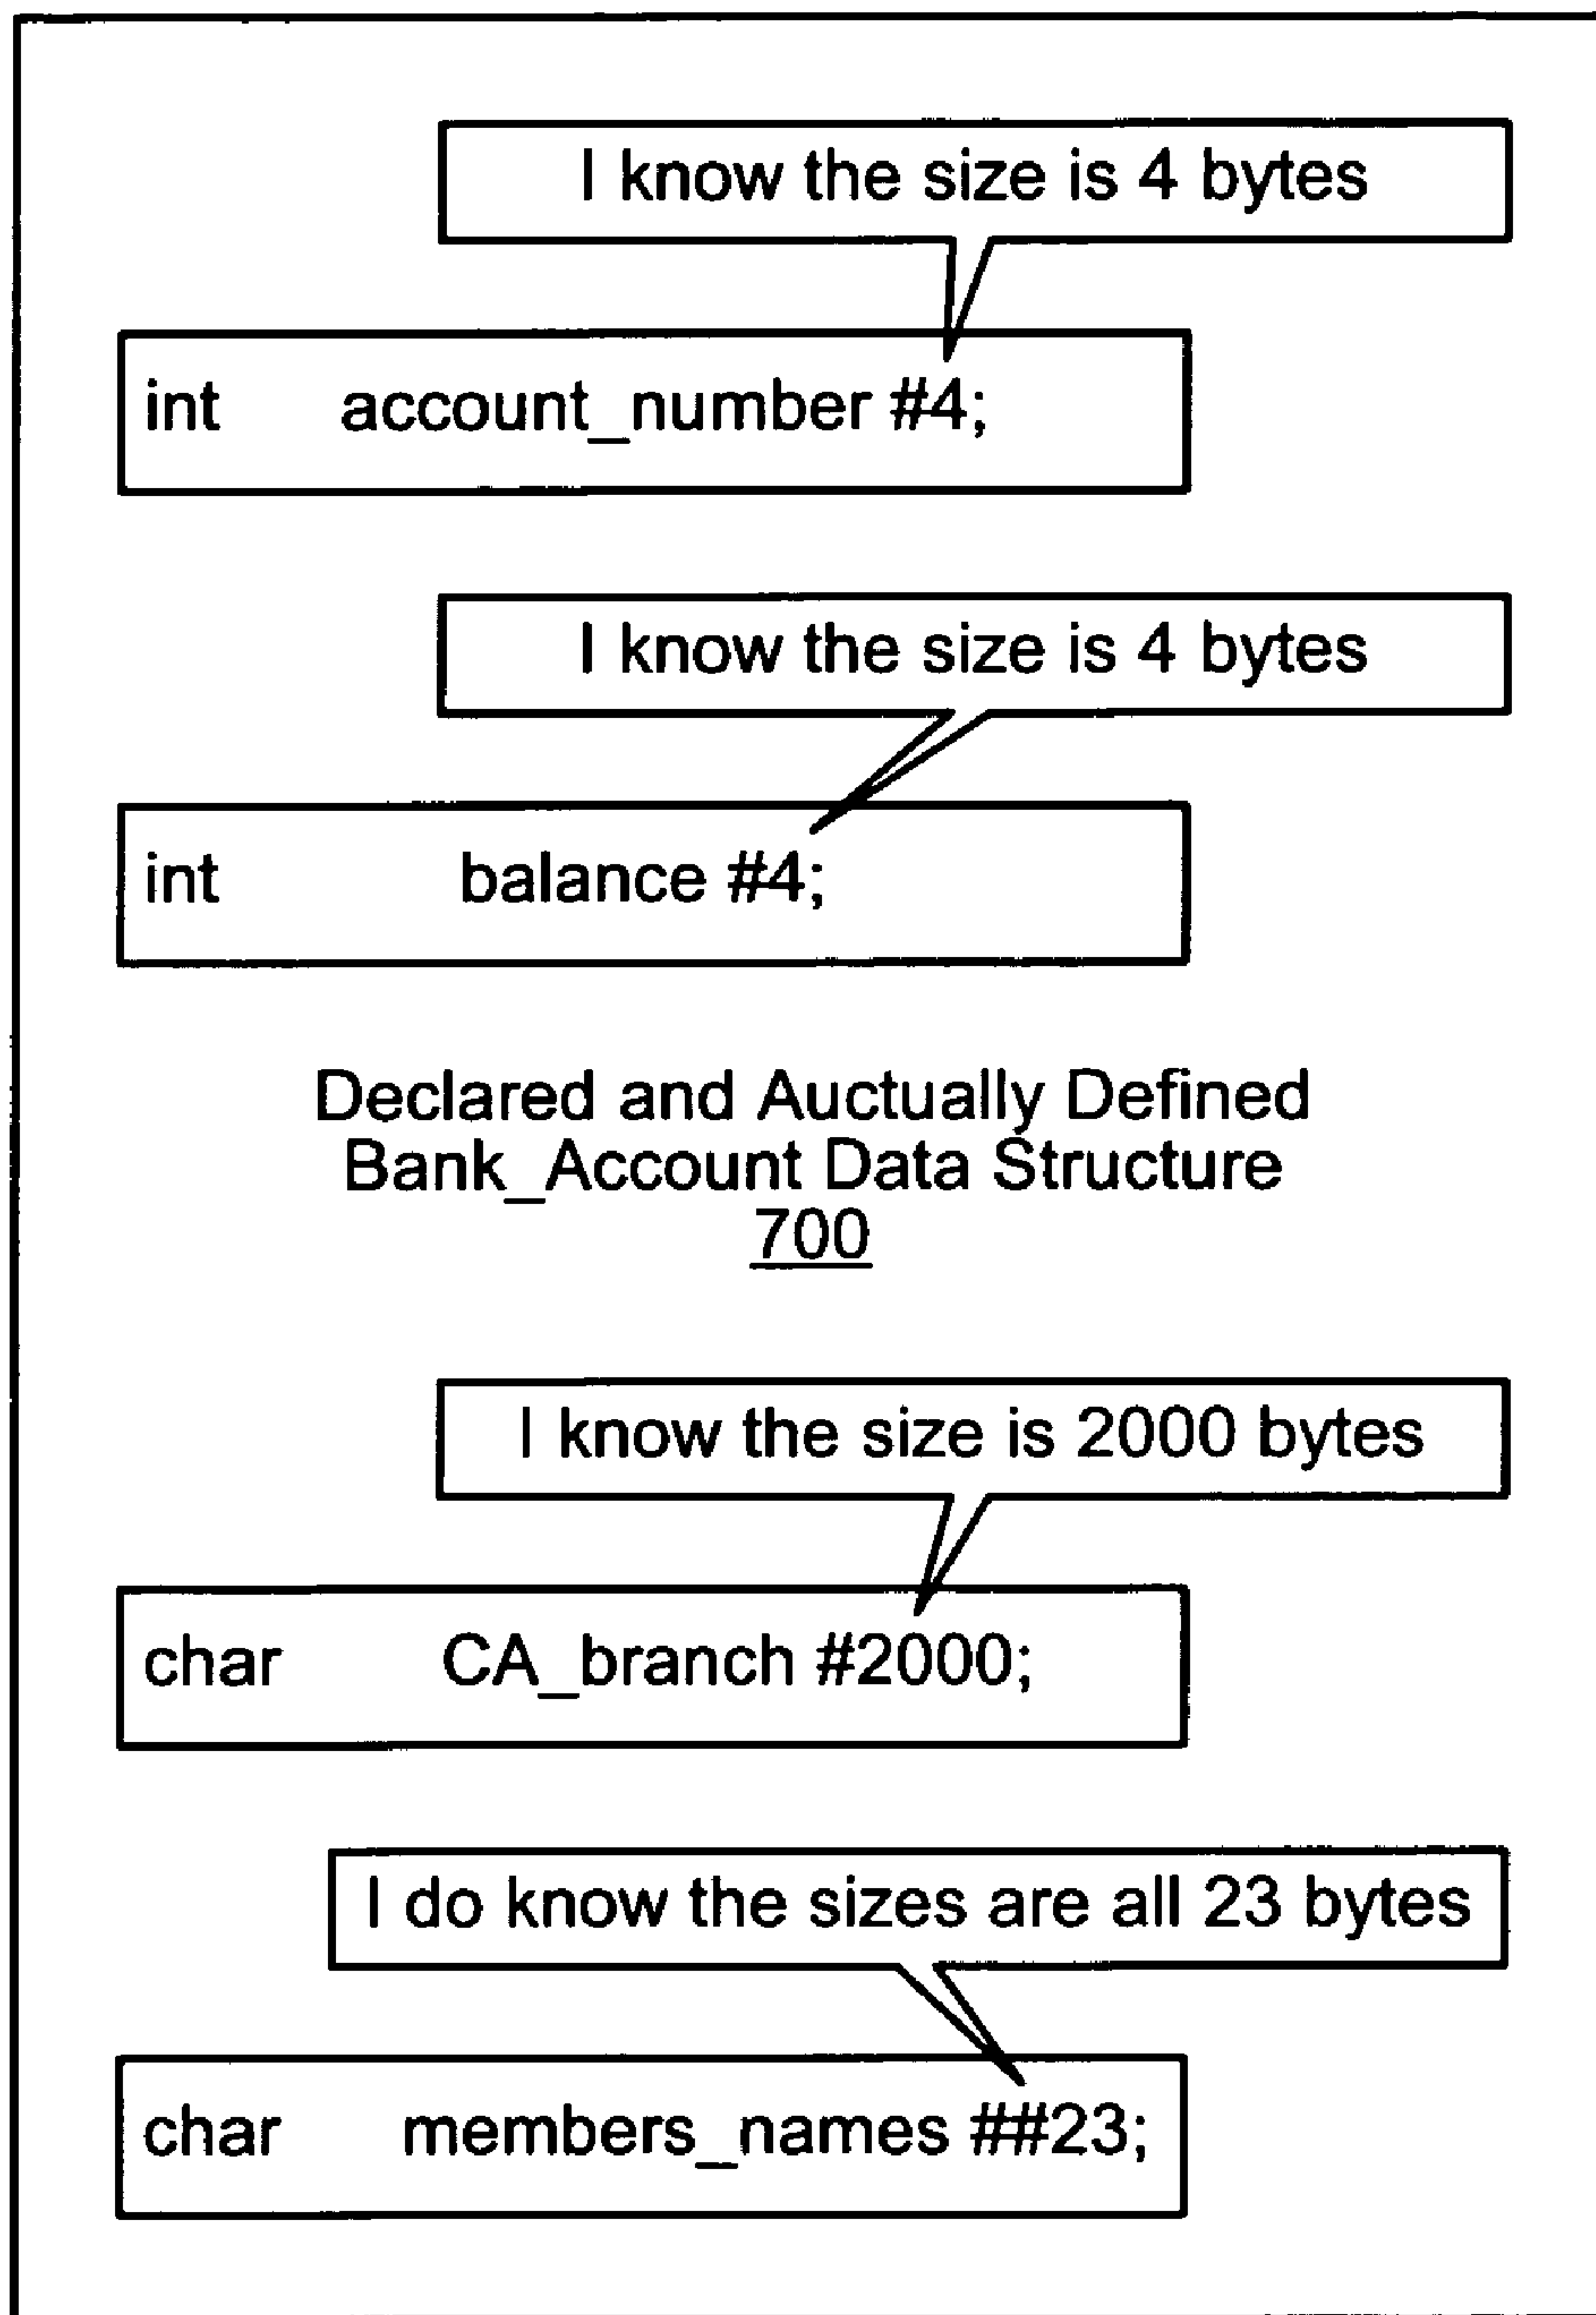 I know the size is 4 bytes
int account_number #4;
I know the size is 4 bytes
int balance #4;
Declared and Auctually Defined
Bank_Account Data Structure
700
I know the size is 2000 bytes
char CA_branch #2000;
I do know the sizes are all 23 bytes
char members_names ##23;